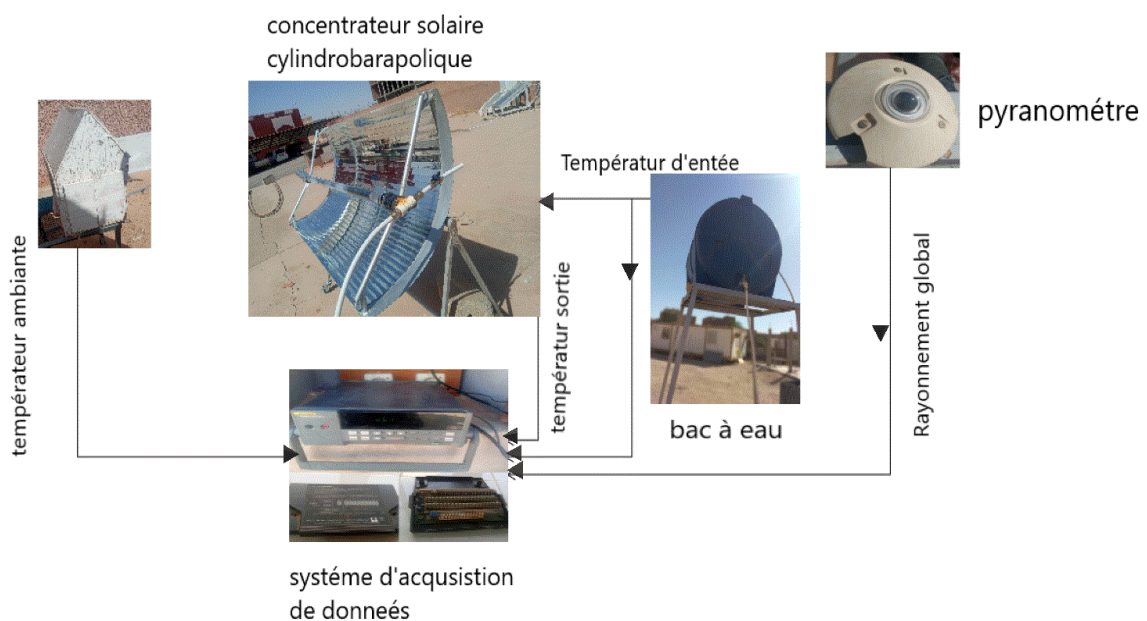 concentrateur solaire
cylindrobarapolique
pyranométre
Températur d'entée
températeur ambiante
températur sortie
Rayonnement global
bac à eau
systéme d'acqusistion
de donneés